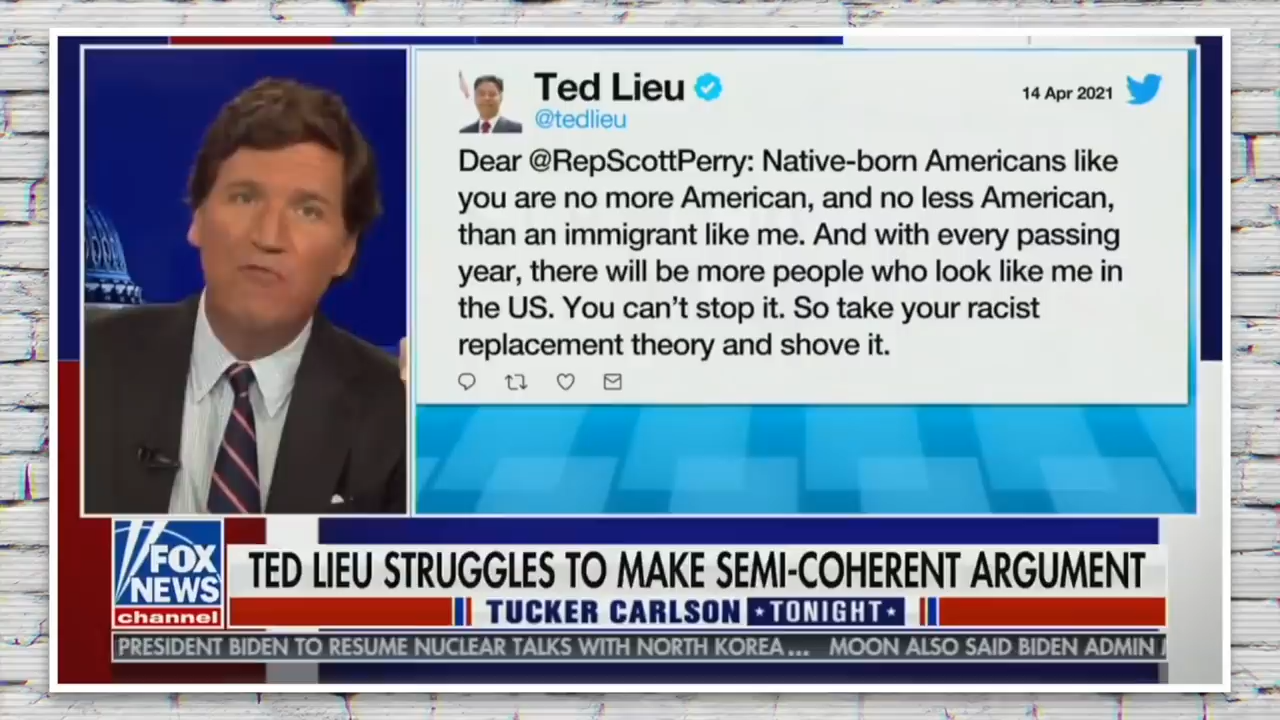 Ted Lieu
@tedlieu
14 Apr 2021
Dear @RepScottPerry: Native-born Americans like
you are no more American, and no less American,
than an immigrant like me. And with every passing
year, there will be more people who look like me in
the US. You can't stop it. So take your racist
replacement theory and shove it.
FOX
NEWS
channel
TED LIEU STRUGGLES TO MAKE SEMI-COHERENT ARGUMENT
TUCKER CARLSON TONIGHT
PRESIDENT BIDEN TO RESUME NUCLEAR TALKS WITH NORTH KOREA... MOON ALSO SAID BIDEN ADMIN